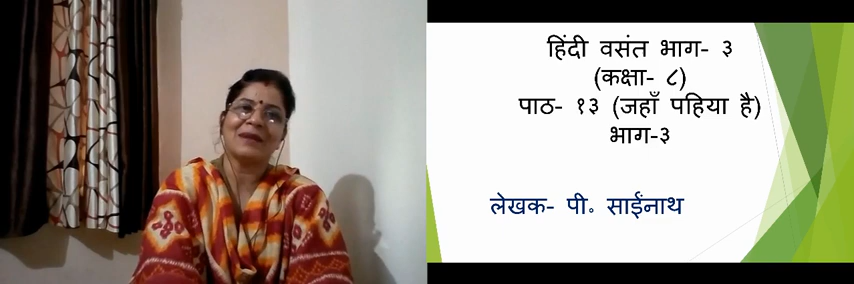 हिंदी वसंत भाग- ३
(कक्षा- ८)
पाठ- १३ (जहाँ पहिया है)
भाग-३
लेखक- पी॰ साईंनाथ